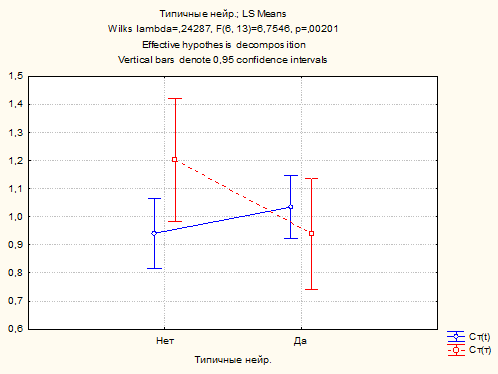 Типичные нейр.; LS Means
Wilks lambda=,24287, F(6, 13)=6,7546, p=,00201
Effective hypothesis decomposition
Vertical bars denote 0,95 confidence intervals
1,5
1,4
1,3
1,2
1,1
1,0
0,9
0,8
0,7
0,6
Нет
Да
Типичные нейр.
Cτ(t)
Cτ(τ)